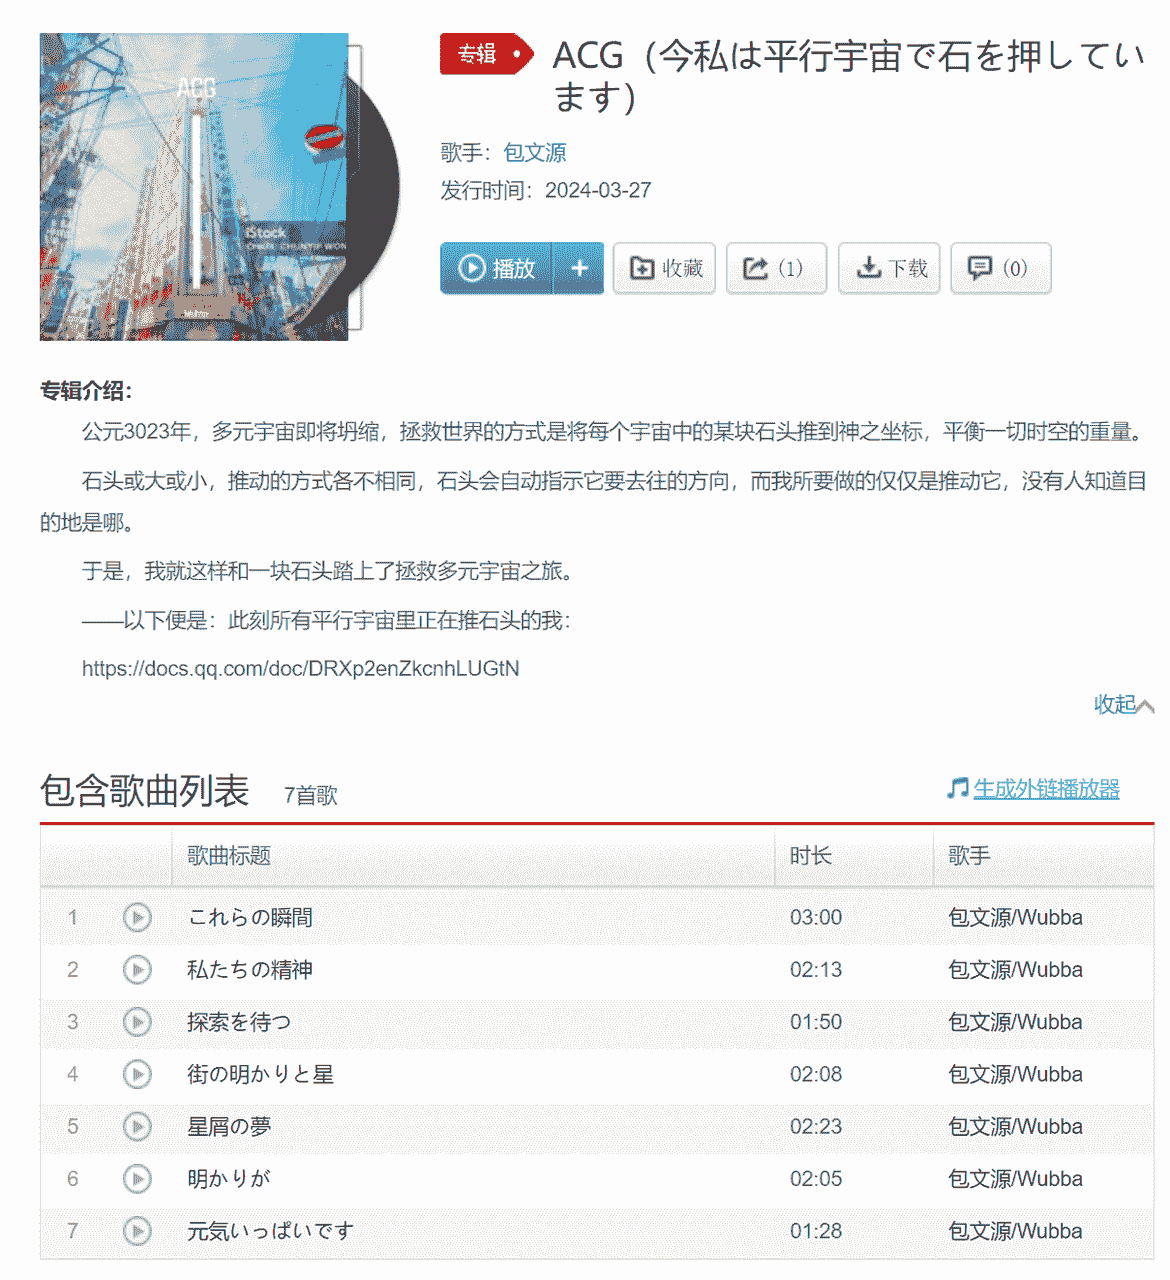 ACG
iStock
专辑
ACG（今私は平行宇宙で石を押してい
ます）
歌手：包文源
发行时间：2024-03-27
播放
收藏
(1)
下载
(0)
专辑介绍：
公元3023年，多元宇宙即将坍缩，拯救世界的方式是将每个宇宙中的某块石头推到神之坐标，平衡一切时空的重量。
石头或大或小，推动的方式各不相同，石头会自动指示它要去往的方向，而我所要做的仅仅是推动它，没有人知道目
的地是哪。
于是，我就这样和一块石头踏上了拯救多元宇宙之旅。
——以下便是：此刻所有平行宇宙里正在推石头的我：
https://docs.qq.com/doc/DRXp2enZkcnhLUGtN
收起
包含歌曲列表 7首歌 生成外链播放器
歌曲标题 时长 歌手
1 これらの瞬間 03:00 包文源/Wubba
2 私たちの精神 02:13 包文源/Wubba
3 探索を待つ 01:50 包文源/Wubba
4 街の明かりと星 02:08 包文源/Wubba
5 星屑の夢 02:23 包文源/Wubba
6 明かりが 02:05 包文源/Wubba
7 元気いっぱいです 01:28 包文源/Wubba